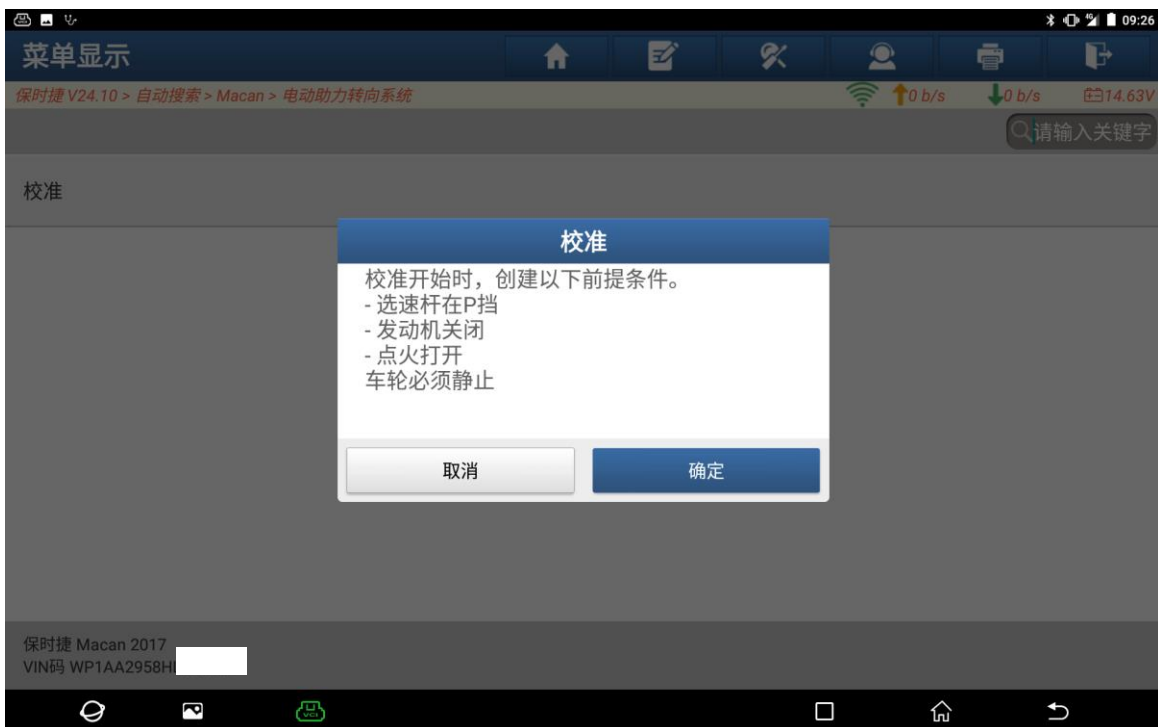 4G 09:26
菜单显示
保时捷 V24.10 > 自动搜索 > Macan > 电动助力转向系统 0 b/s 0 b/s 14.63V
请输入关键字
校准
校准
校准开始时，创建以下前提条件。
- 选速杆在P挡
- 发动机关闭
- 点火打开
车轮必须静止
取消 确定
保时捷 Macan 2017
VIN码 WP1AA2958H
VCI